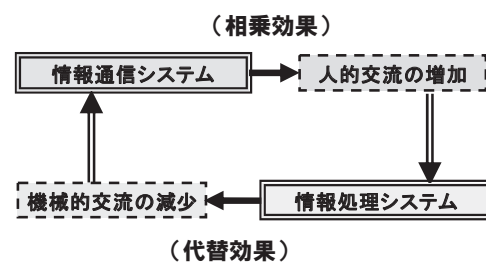 （相乗効果）
情報通信システム
人的交流の増加
機械的交流の減少
情報処理システム
（代替効果）